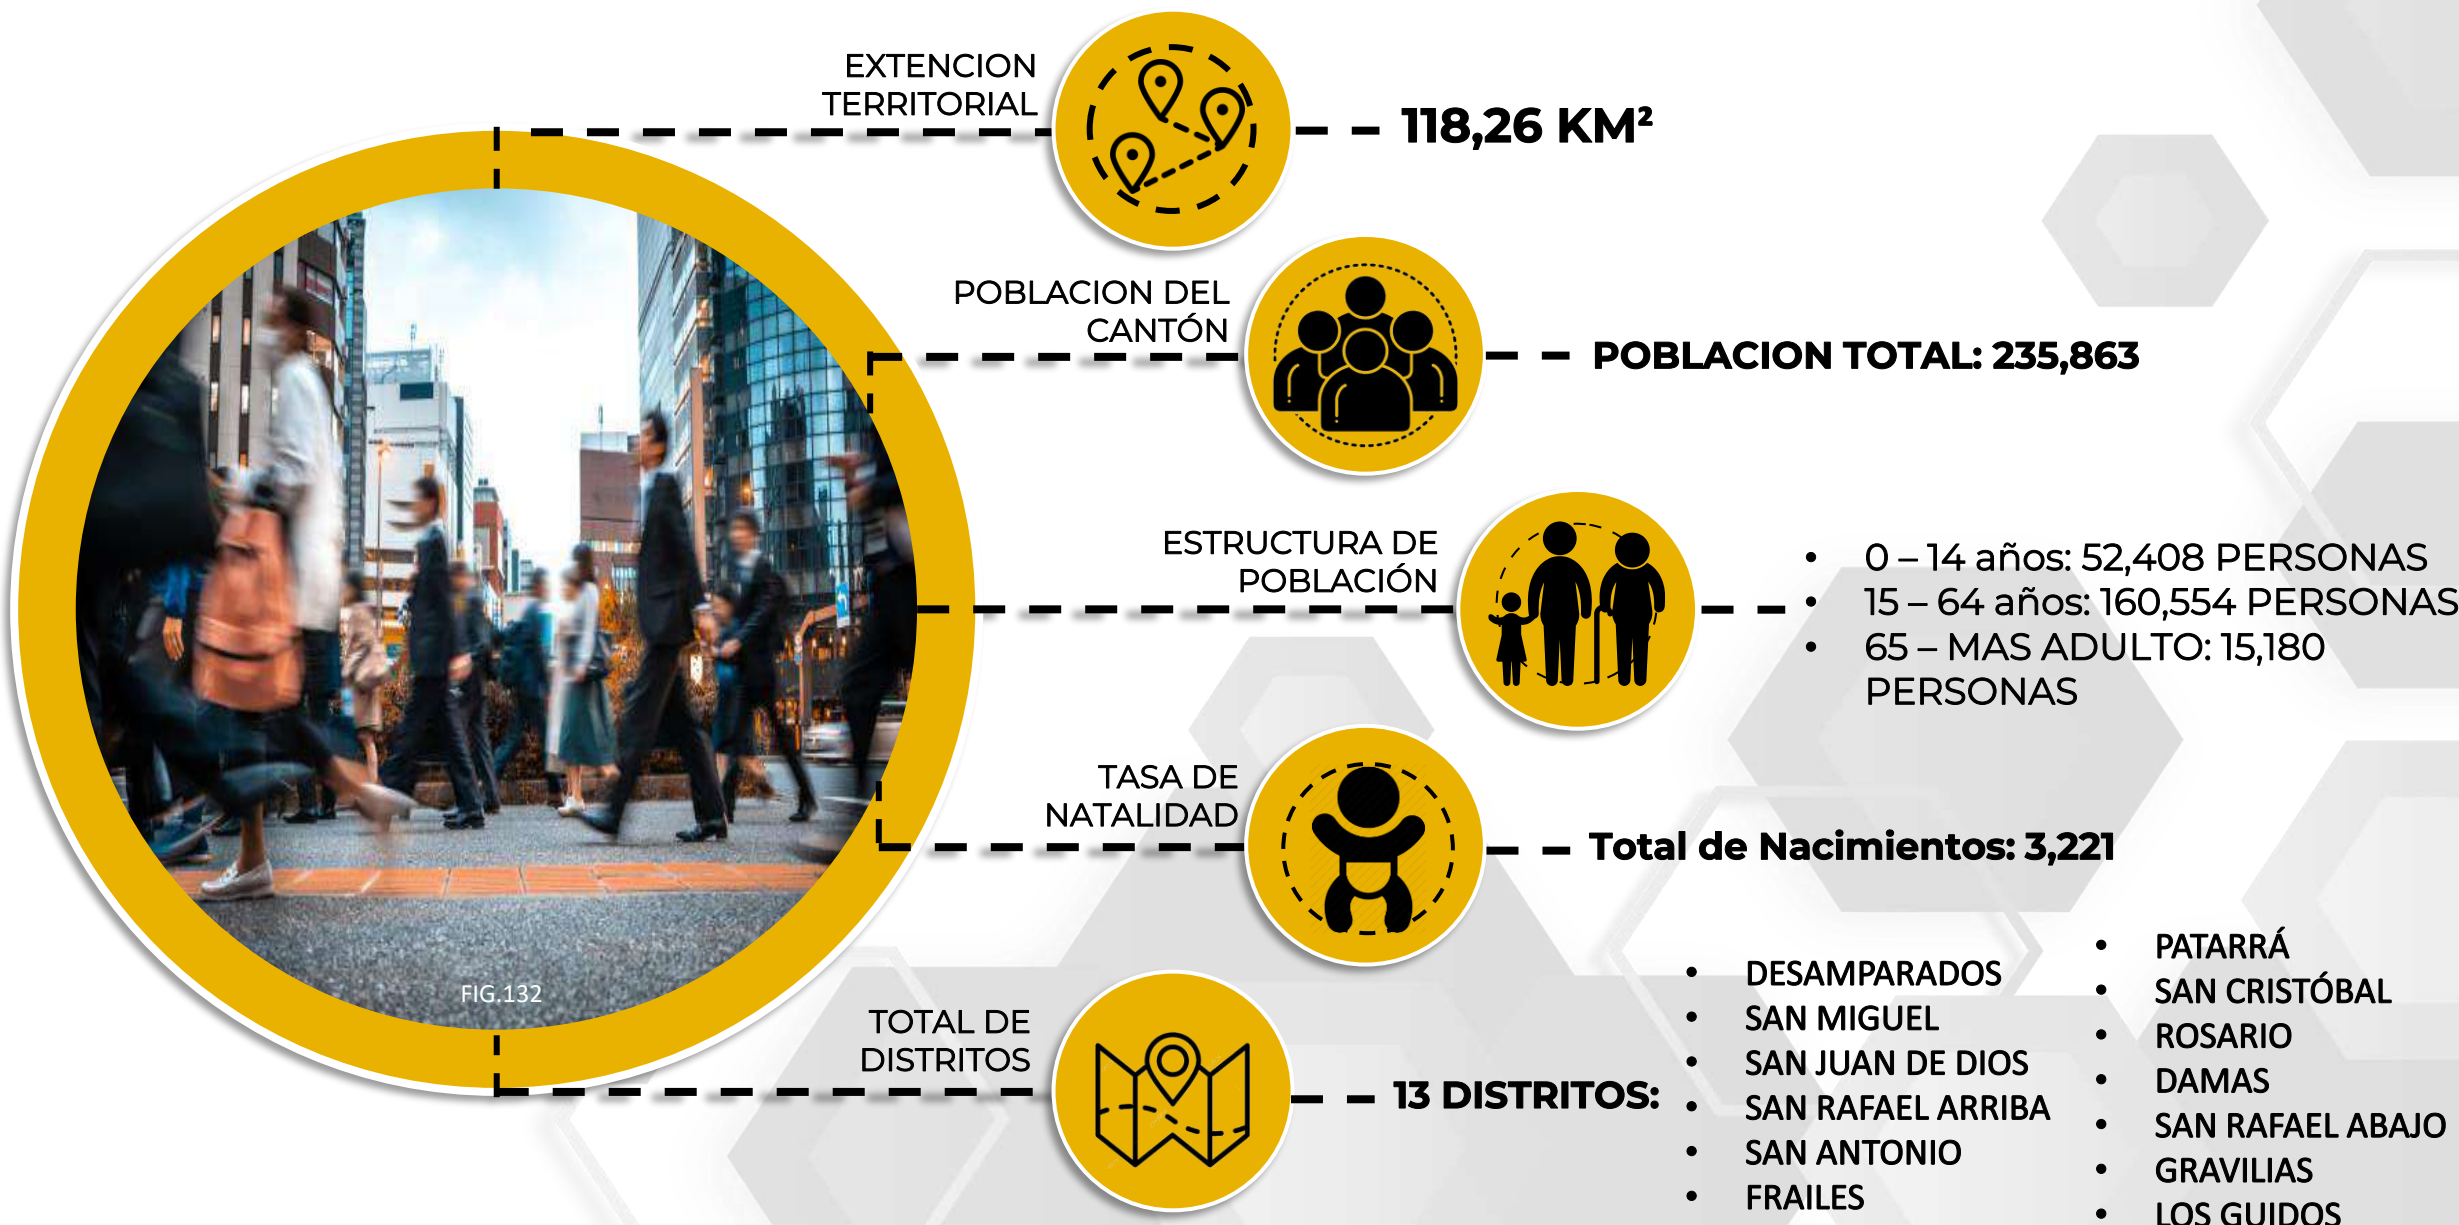 EXTENCION
TERRITORIAL
118,26 KM²
POBLACION DEL
CANTÓN
POBLACION TOTAL: 235,863
ESTRUCTURA DE
POBLACIÓN
• 0 – 14 años: 52,408 PERSONAS
• 15 – 64 años: 160,554 PERSONAS
• 65 – MAS ADULTO: 15,180
PERSONAS
TASA DE
NATALIDAD
Total de Nacimientos: 3,221
FIG.132
TOTAL DE
DISTRITOS
13 DISTRITOS:
• DESAMPARADOS
• SAN MIGUEL
• SAN JUAN DE DIOS
• SAN RAFAEL ARRIBA
• SAN ANTONIO
• FRAILES
• PATARRÁ
• SAN CRISTÓBAL
• ROSARIO
• DAMAS
• SAN RAFAEL ABAJO
• GRAVILIAS
• LOS GUIDOS